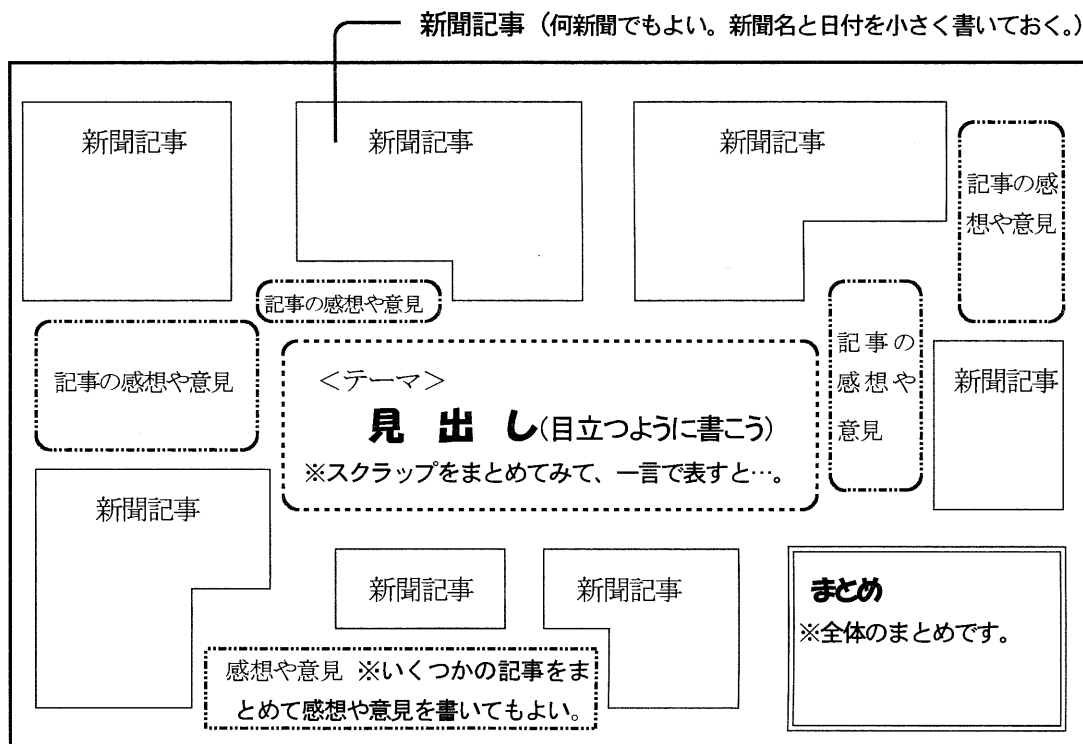 新聞記事（何新聞でもよい。新聞名と日付を小さく書いておく。）
新聞記事
新聞記事
新聞記事
記事の感
想や意見
記事の感想や意見
記事の感想や意見
＜テーマ＞
見 出 し(目立つように書こう)
※スクラップをまとめてみて、一言で表すと…。
記事の
感想や
意見
新聞記事
新聞記事
新聞記事
新聞記事
まとめ
※全体のまとめです。
感想や意見 ※いくつかの記事をま
とめて感想や意見を書いてもよい。